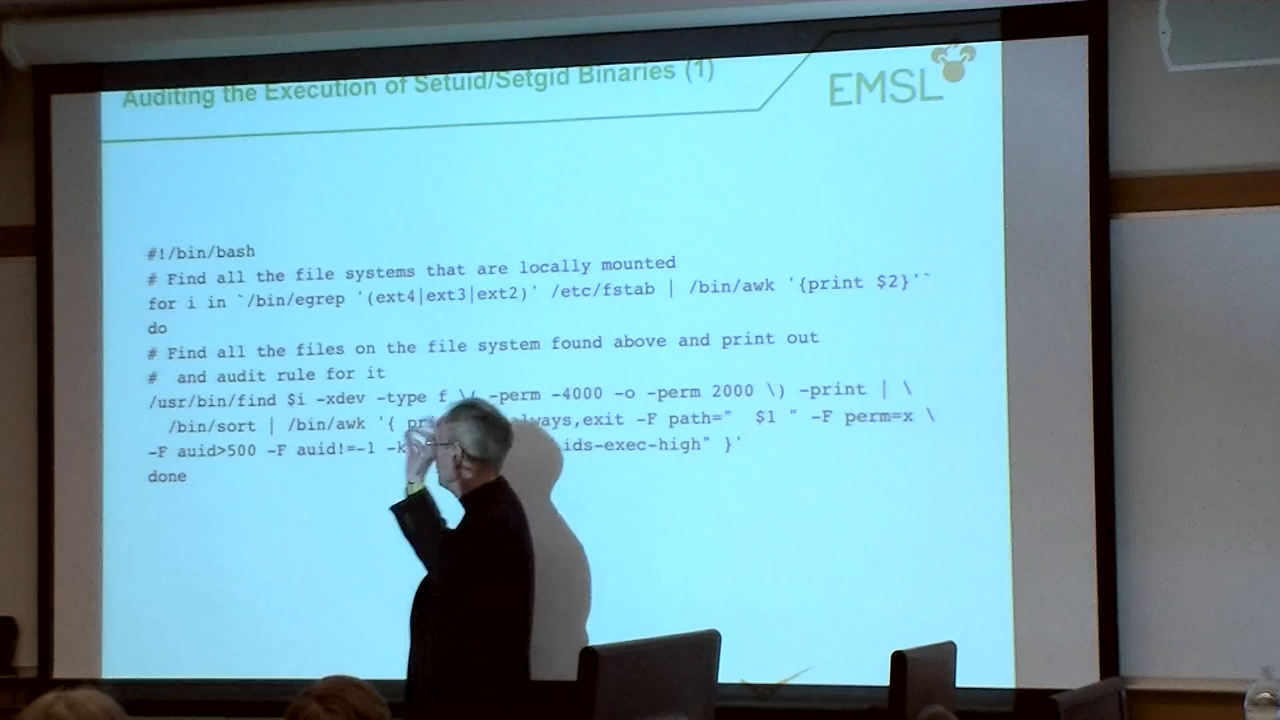 Auditing the Execution of Setuid/Setgid Binaries (1)
EMSL
#!/bin/bash
# Find all the file systems that are locally mounted
for i in `/bin/egrep '(ext4|ext3|ext2)' /etc/fstab | /bin/awk '{print $2}'`
do
# Find all the files on the file system found above and print out
#  and audit rule for it
/usr/bin/find $i -xdev -type f \( -perm -4000 -o -perm 2000 \) -print | \
/bin/sort | /bin/awk '{ ways,exit -F path="  $1 " -F perm=x \
-F auid>500 -F auid!=-1 -k ids-exec-high" }'
done